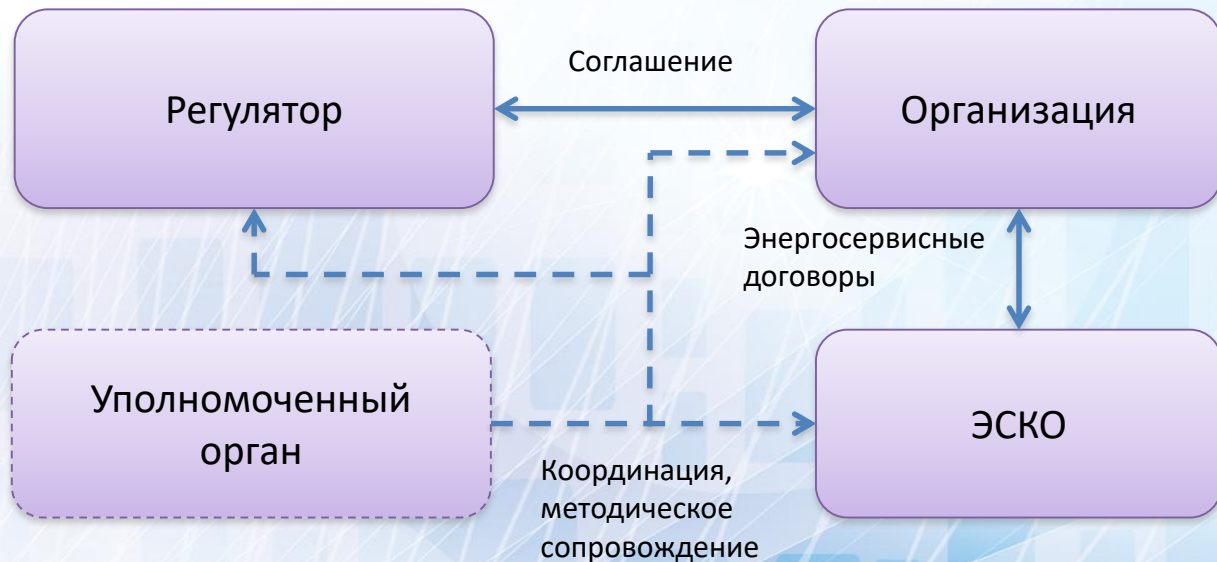 Регулятор
Соглашение
Организация
Энергосервисные
договоры
Уполномоченный
орган
Координация,
методическое
сопровождение
ЭСКО